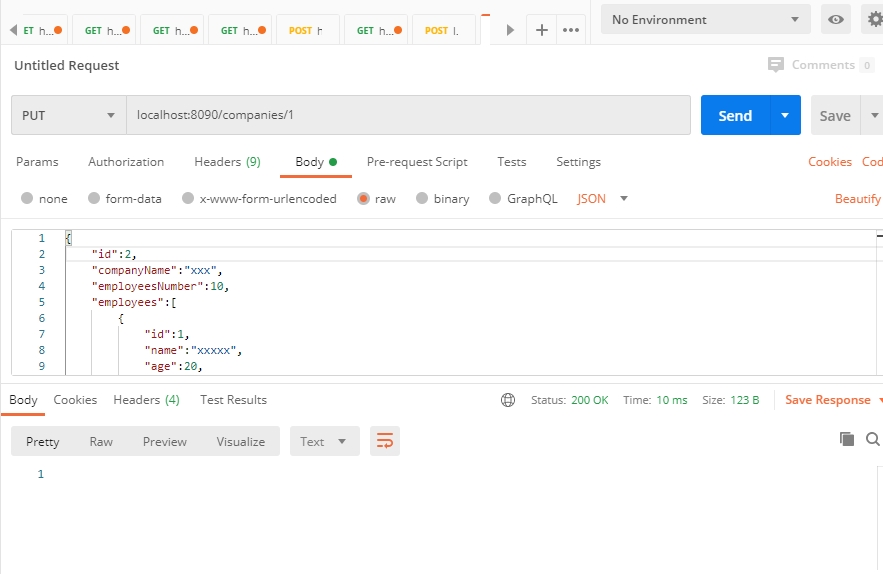 ET h... GET h... GET h... GET h... POST h GET h... POST l. No Environment
Untitled Request Comments 0
PUT localhost:8090/companies/1 Send Save
Params Authorization Headers (9) Body Pre-request Script Tests Settings Cookies Cod
none form-data x-www-form-urlencoded raw binary GraphQL JSON Beautify
1 {
2 "id":2,
3 "companyName":"xxx",
4 "employeesNumber":10,
5 "employees":[
6 {
7 "id":1,
8 "name":"xxxxx",
9 "age":20,
Body Cookies Headers (4) Test Results Status: 200 OK Time: 10 ms Size: 123 B Save Response
Pretty Raw Preview Visualize Text
1